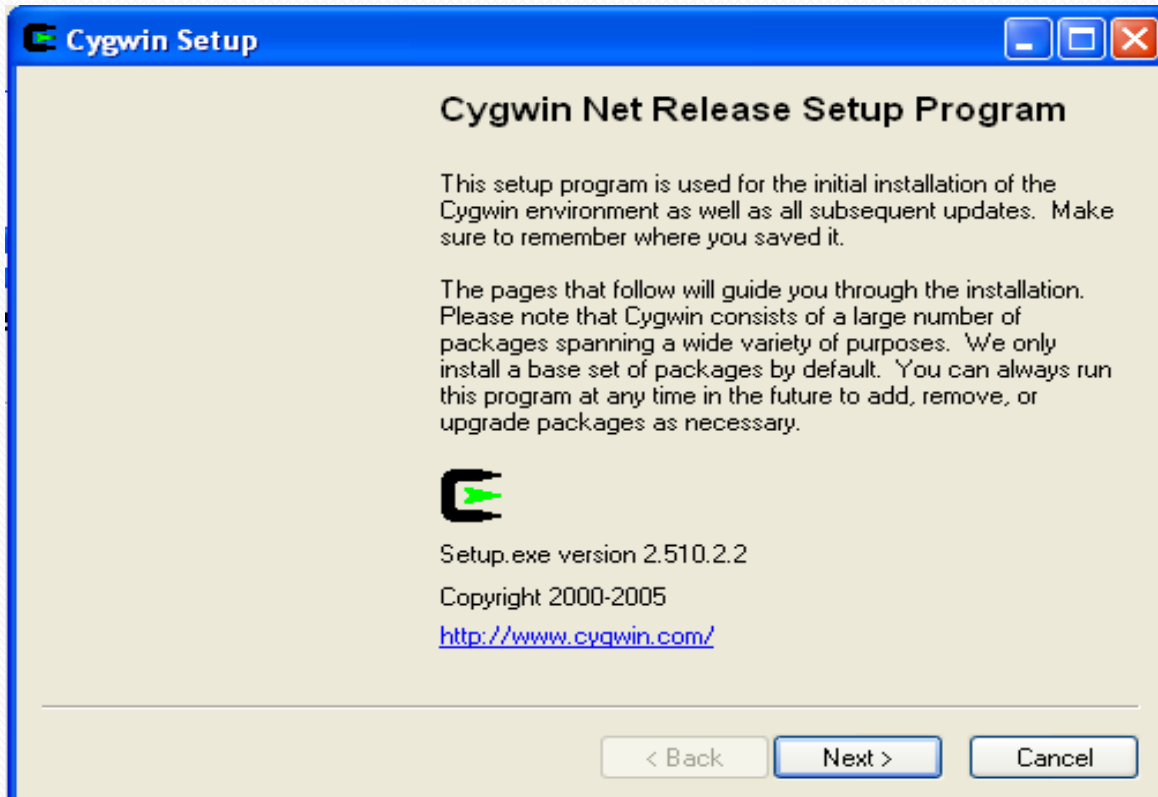 Cygwin Setup
Cygwin Net Release Setup Program
This setup program is used for the initial installation of the
Cygwin environment as well as all subsequent updates.  Make
sure to remember where you saved it.
The pages that follow will guide you through the installation.
Please note that Cygwin consists of a large number of
packages spanning a wide variety of purposes.  We only
install a base set of packages by default.  You can always run
this program at any time in the future to add, remove, or
upgrade packages as necessary.
Setup.exe version 2.510.2.2
Copyright 2000-2005
http://www.cygwin.com/
< Back Next > Cancel